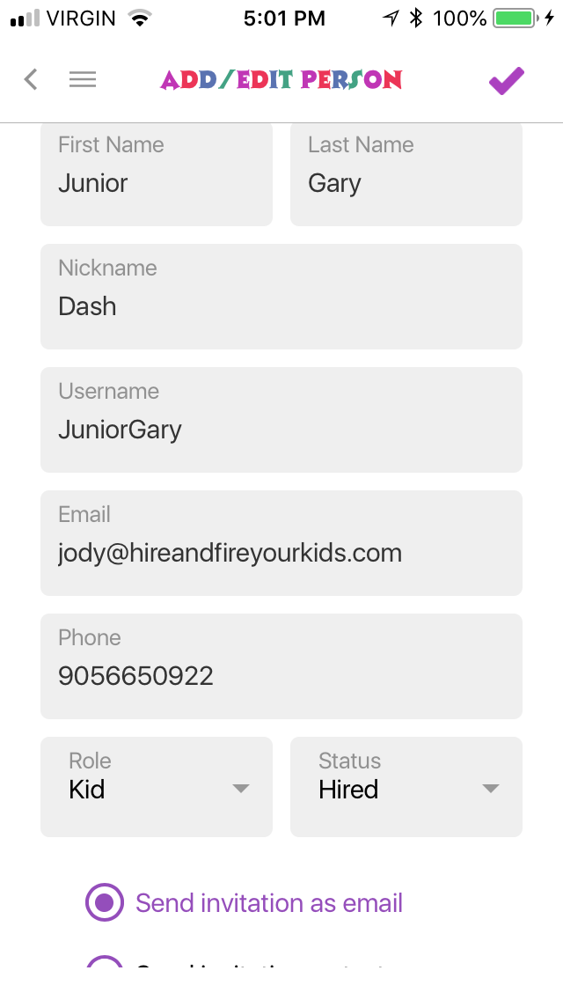 VIRGIN 5:01 PM 100%
ADD/EDIT PERSON
First Name Last Name
Junior Gary
Nickname
Dash
Username
JuniorGary
Email
jody@hireandfireyourkids.com
Phone
9056650922
Role Status
Kid Hired
Send invitation as email